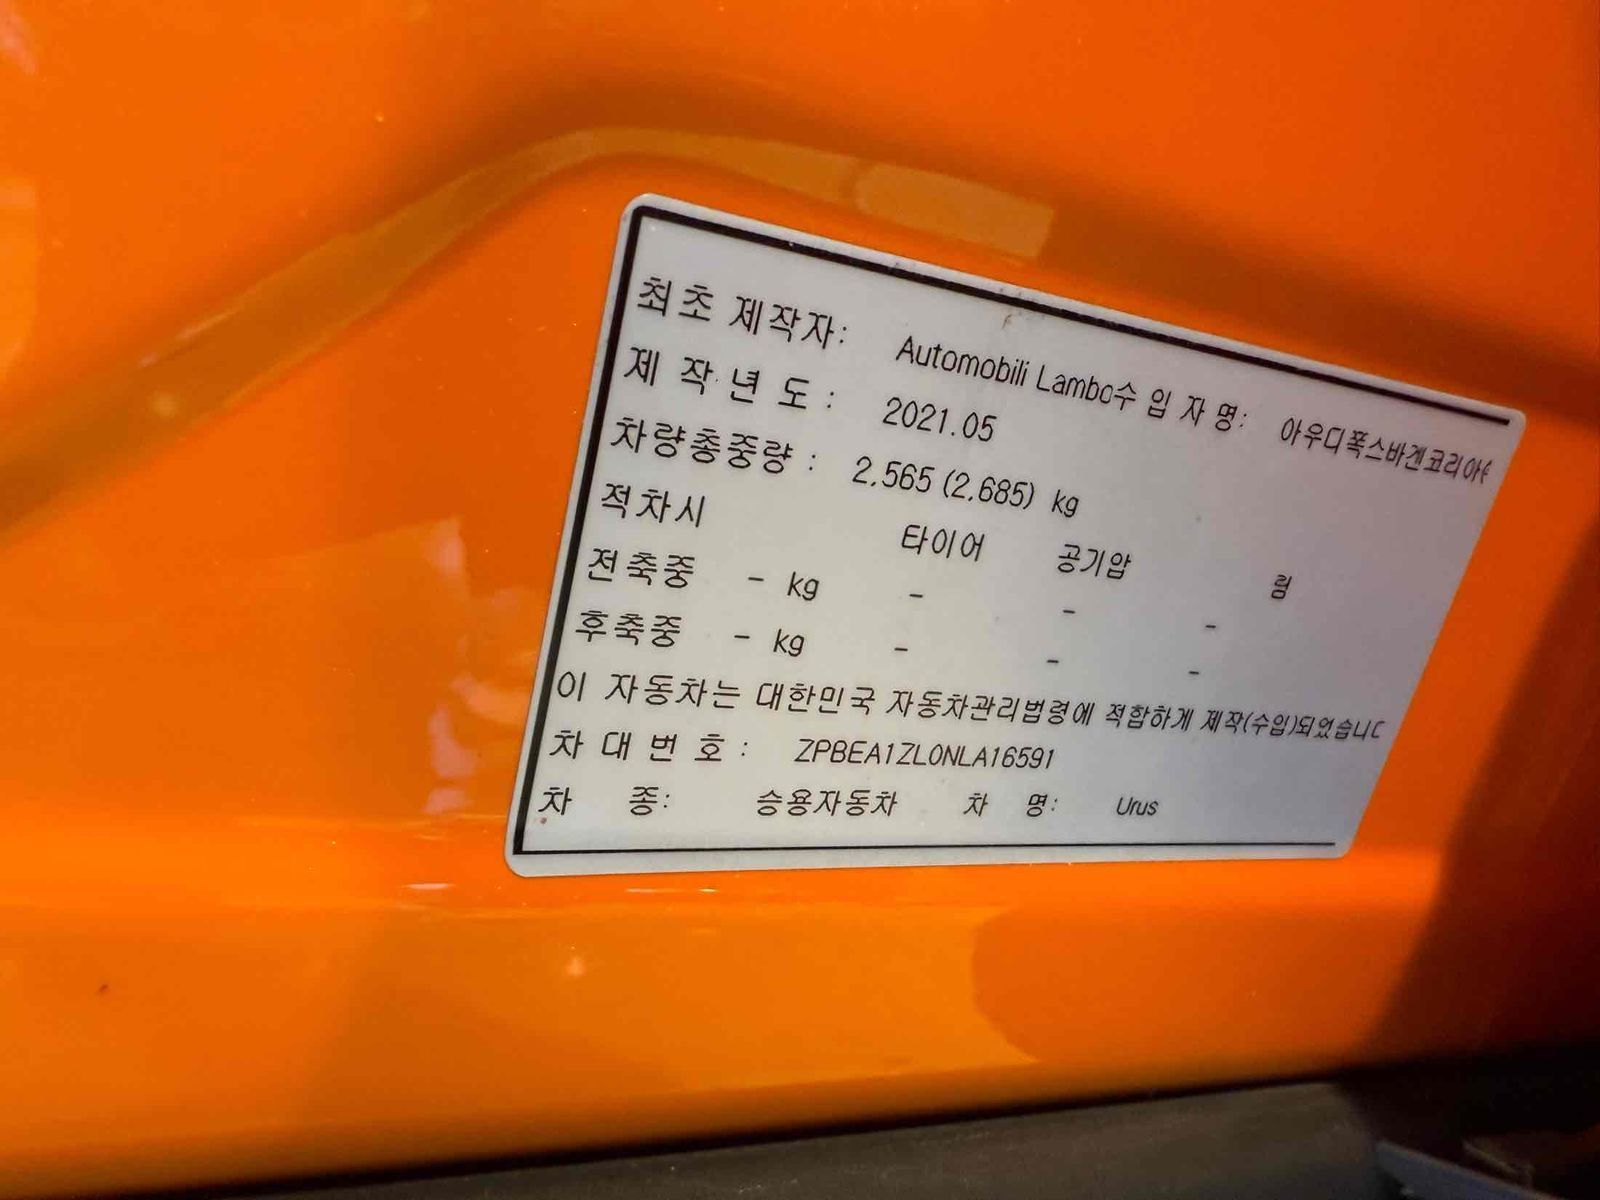 최초 제작자: Automobili Lambo수 입 자 명: 아우디폭스바겐코리아
제 작 년 도 : 2021.05
차량총중량 : 2,565 (2,685) kg
적차시 타이어 공기압 림
전축중 - kg - - -
후축중 - kg - - -
이 자동차는 대한민국 자동차관리법령에 적합하게 제작(수입)되었습니다
차 대 번 호 : ZPBEA1ZL0NLA16591
차 종: 승용자동차 차 명: Urus